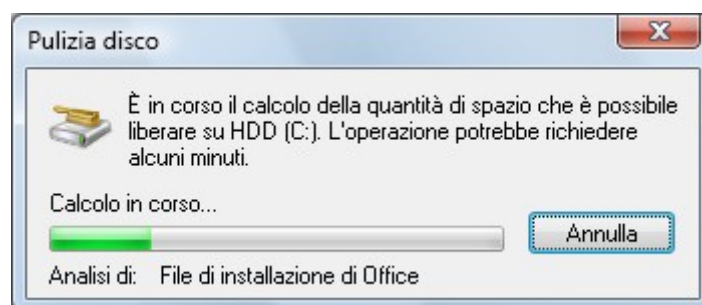 Pulizia disco
È in corso il calcolo della quantità di spazio che è possibile
liberare su HDD (C:). L'operazione potrebbe richiedere
alcuni minuti.
Calcolo in corso...
Annulla
Analisi di: File di installazione di Office